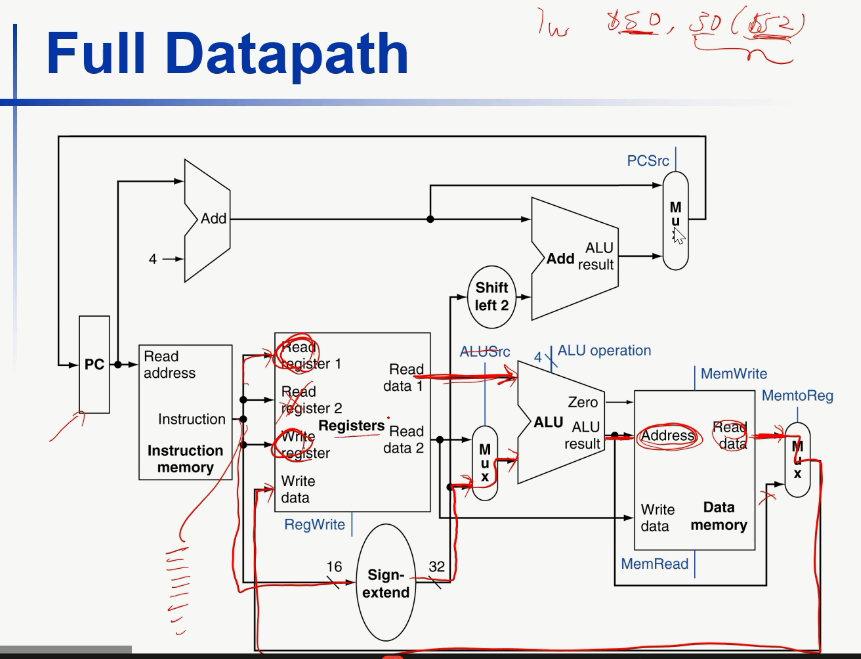 lw $s0, 30($s2)
Full Datapath
PCSrc
M
u
Add
4
Add
ALU
result
Shift
left 2
PC
Read
address
Instruction
Instruction
memory
Read
register 1
Read
register 2
Write
register
Write
data
Registers
Read
data 1
Read
data 2
RegWrite
16
Sign-
extend
32
ALUSrc
M
u
x
4
ALU operation
Zero
ALU
ALU
result
MemWrite
Address
Read
data
Write
data
Data
memory
MemRead
MemtoReg
M
u
x